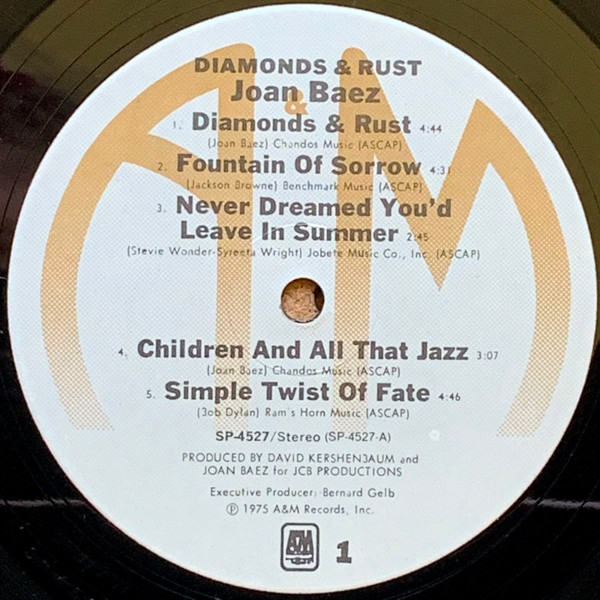 DIAMONDS & RUST
Joan Baez
&
1. Diamonds & Rust 4:44
(Joan Baez) Chandos Music (ASCAP)
2. Fountain Of Sorrow 4:31
(Jackson Browne) Benchmark Music (ASCAP)
3. Never Dreamed You'd
Leave In Summer 2:45
(Stevie Wonder-Syreeta Wright) Jobete Music Co., Inc. (ASCAP)
4. Children And All That Jazz 3:07
(Joan Baez) Chandos Music (ASCAP)
5. Simple Twist Of Fate 4:46
(Bob Dylan) Ram's Horn Music (ASCAP)
SP-4527/Stereo (SP-4527-A)
PRODUCED BY DAVID KERSHENBAUM and
JOAN BAEZ for JCB PRODUCTIONS
Executive Producer: Bernard Gelb
℗ 1975 A&M Records, Inc.
A&M 1